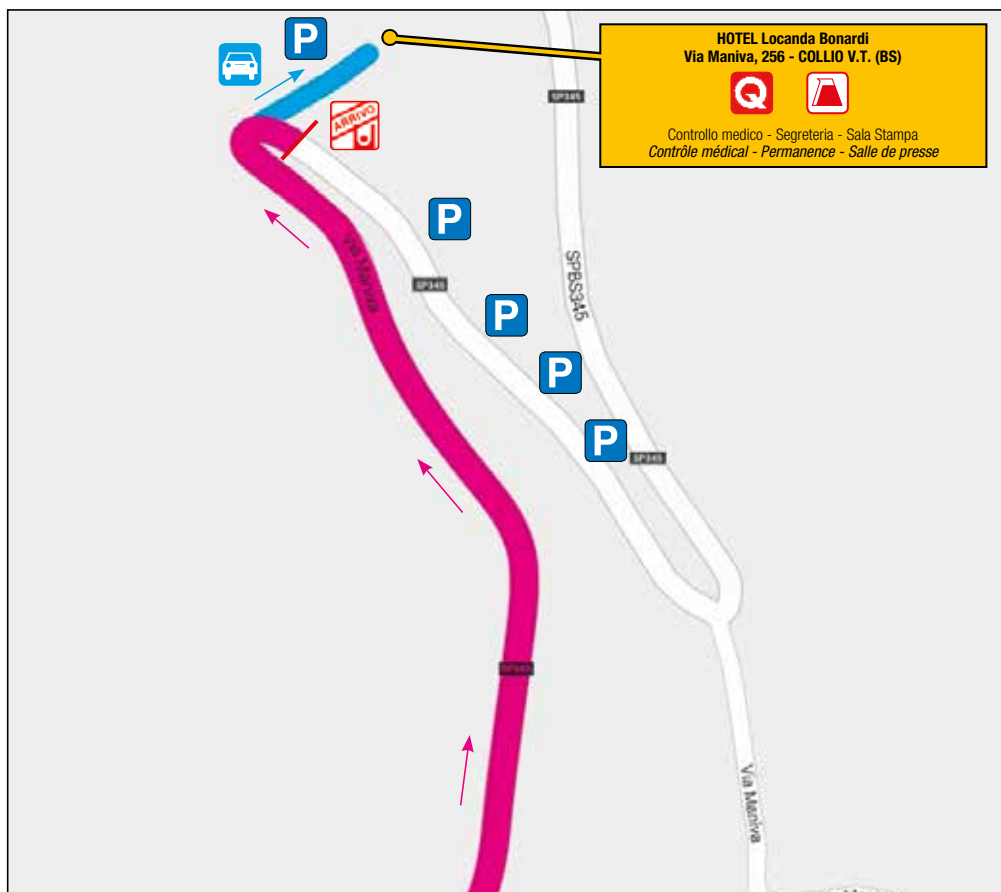 P
HOTEL Locanda Bonardi
Via Maniva, 256 - COLLIO V.T. (BS)
Q
Controllo medico - Segreteria - Sala Stampa
Contrôle médical - Permanence - Salle de presse
SP345
ARRIVO
P
Via Maniva
SPBS345
SP345
P
P
P
SP345
SP345
Via Maniva